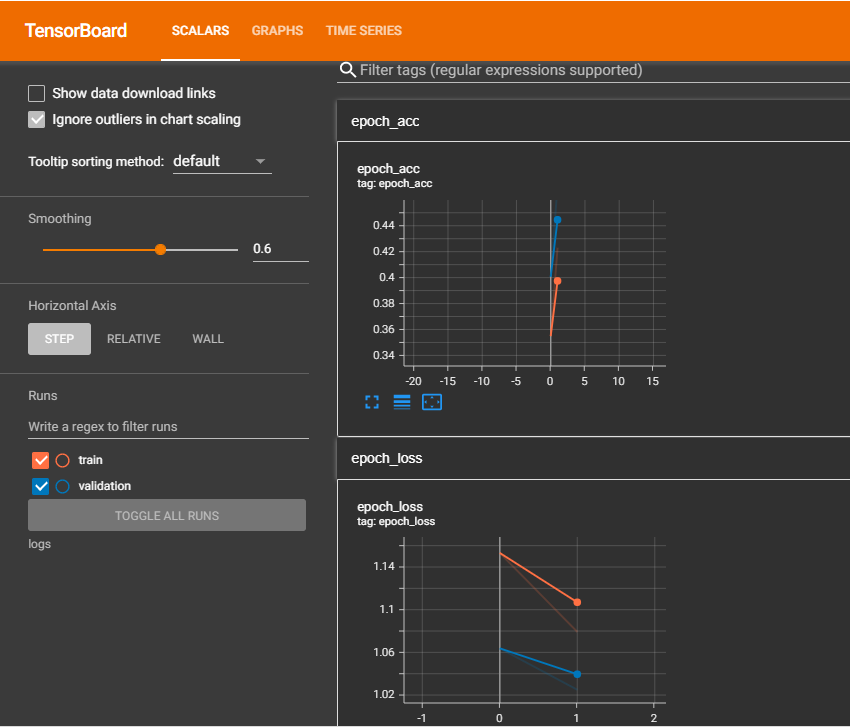 TensorBoard SCALARS GRAPHS TIME SERIES
Show data download links
Ignore outliers in chart scaling
Tooltip sorting method: default
Smoothing
0.6
Horizontal Axis
STEP RELATIVE WALL
Runs
Write a regex to filter runs
train
validation
TOGGLE ALL RUNS
logs
Filter tags (regular expressions supported)
epoch_acc
epoch_acc
tag: epoch_acc
0.44
0.42
0.4
0.38
0.36
0.34
-20 -15 -10 -5 0 5 10 15
epoch_loss
epoch_loss
tag: epoch_loss
1.14
1.1
1.06
1.02
-1 0 1 2